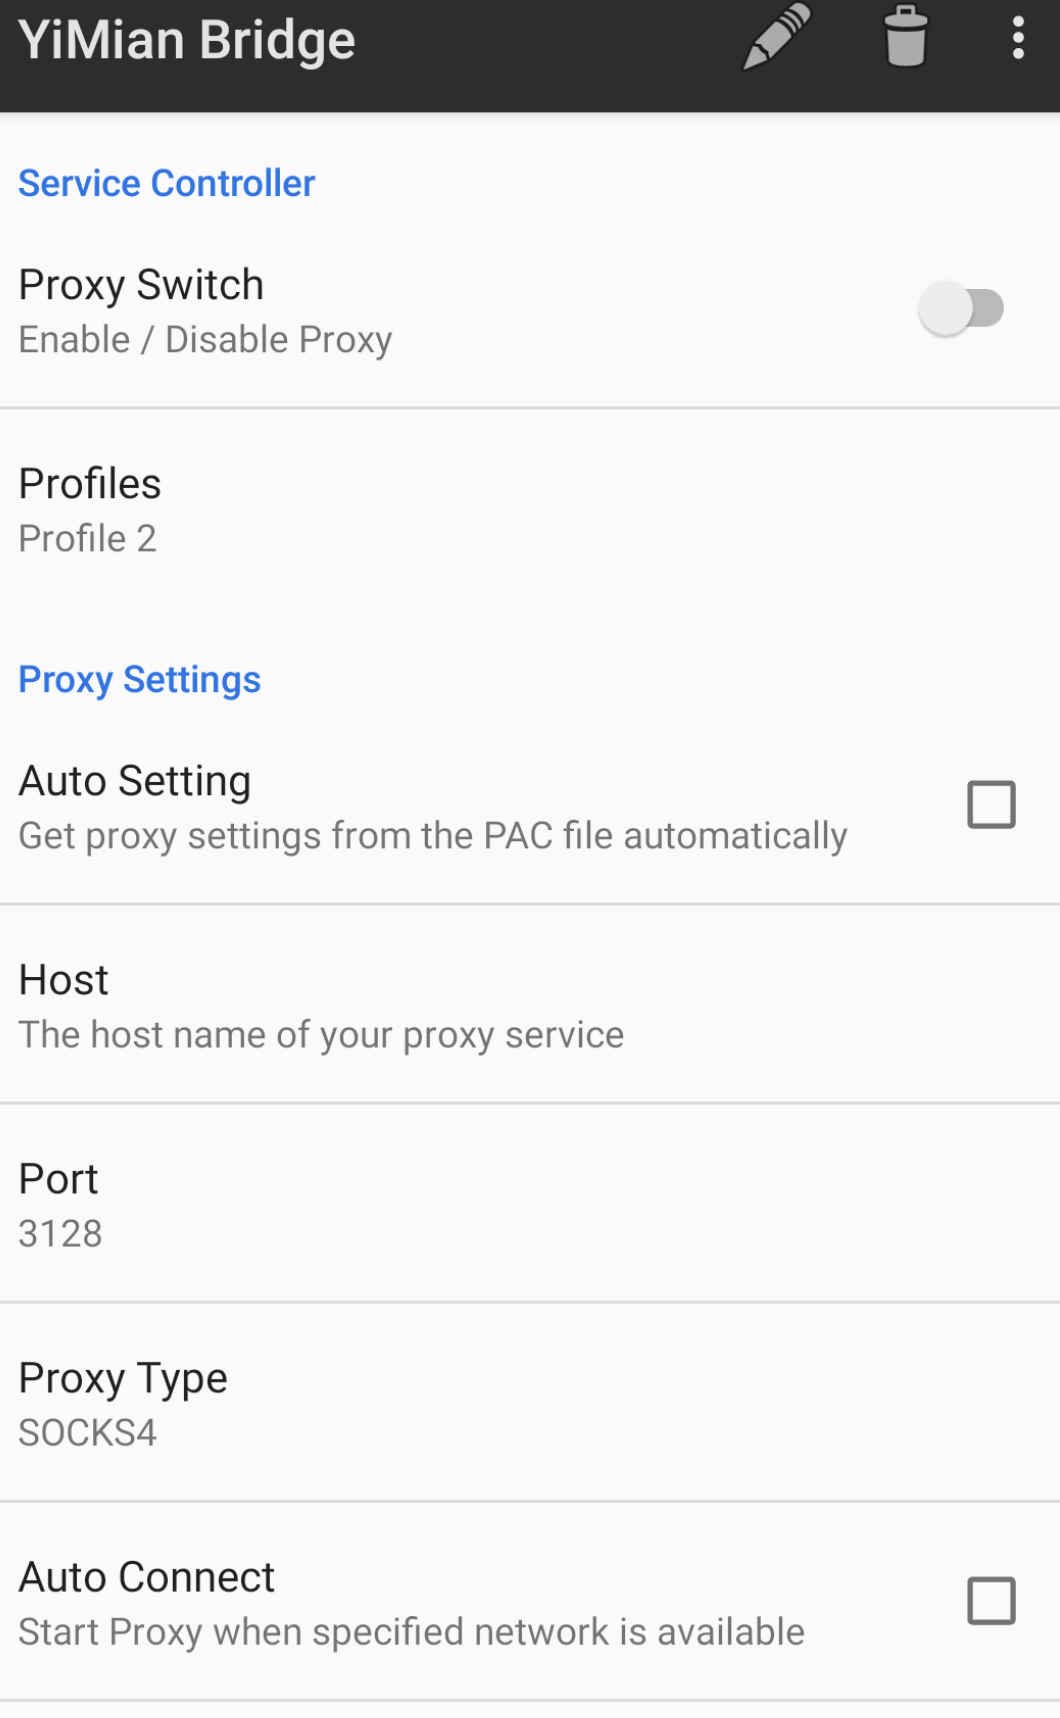 YiMian Bridge
Service Controller
Proxy Switch
Enable / Disable Proxy
Profiles
Profile 2
Proxy Settings
Auto Setting
Get proxy settings from the PAC file automatically
Host
The host name of your proxy service
Port
3128
Proxy Type
SOCKS4
Auto Connect
Start Proxy when specified network is available